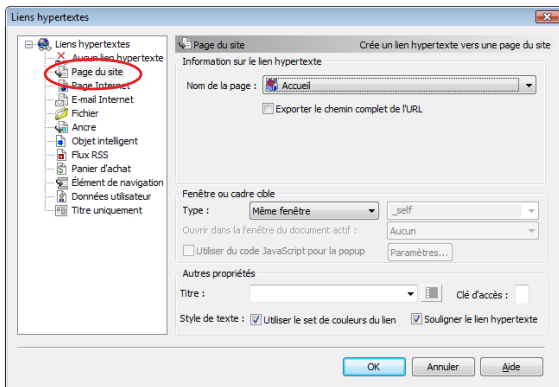 Liens hypertextes
Liens hypertextes
Aucun lien hypertexte
Page du site
Page Internet
E-mail Internet
Fichier
Ancre
Objet intelligent
Flux RSS
Panier d'achat
Élément de navigation
Données utilisateur
Titre uniquement
Page du site Crée un lien hypertexte vers une page du site
Information sur le lien hypertexte
Nom de la page : Accueil
Exporter le chemin complet de l'URL
Fenêtre ou cadre cible
Type : Même fenêtre _self
Ouvrir dans la fenêtre du document actif : Aucun
Utiliser du code JavaScript pour la popup Paramètres...
Autres propriétés
Titre : Clé d'accès :
Style de texte : Utiliser le set de couleurs du lien Souligner le lien hypertexte
OK Annuler Aide